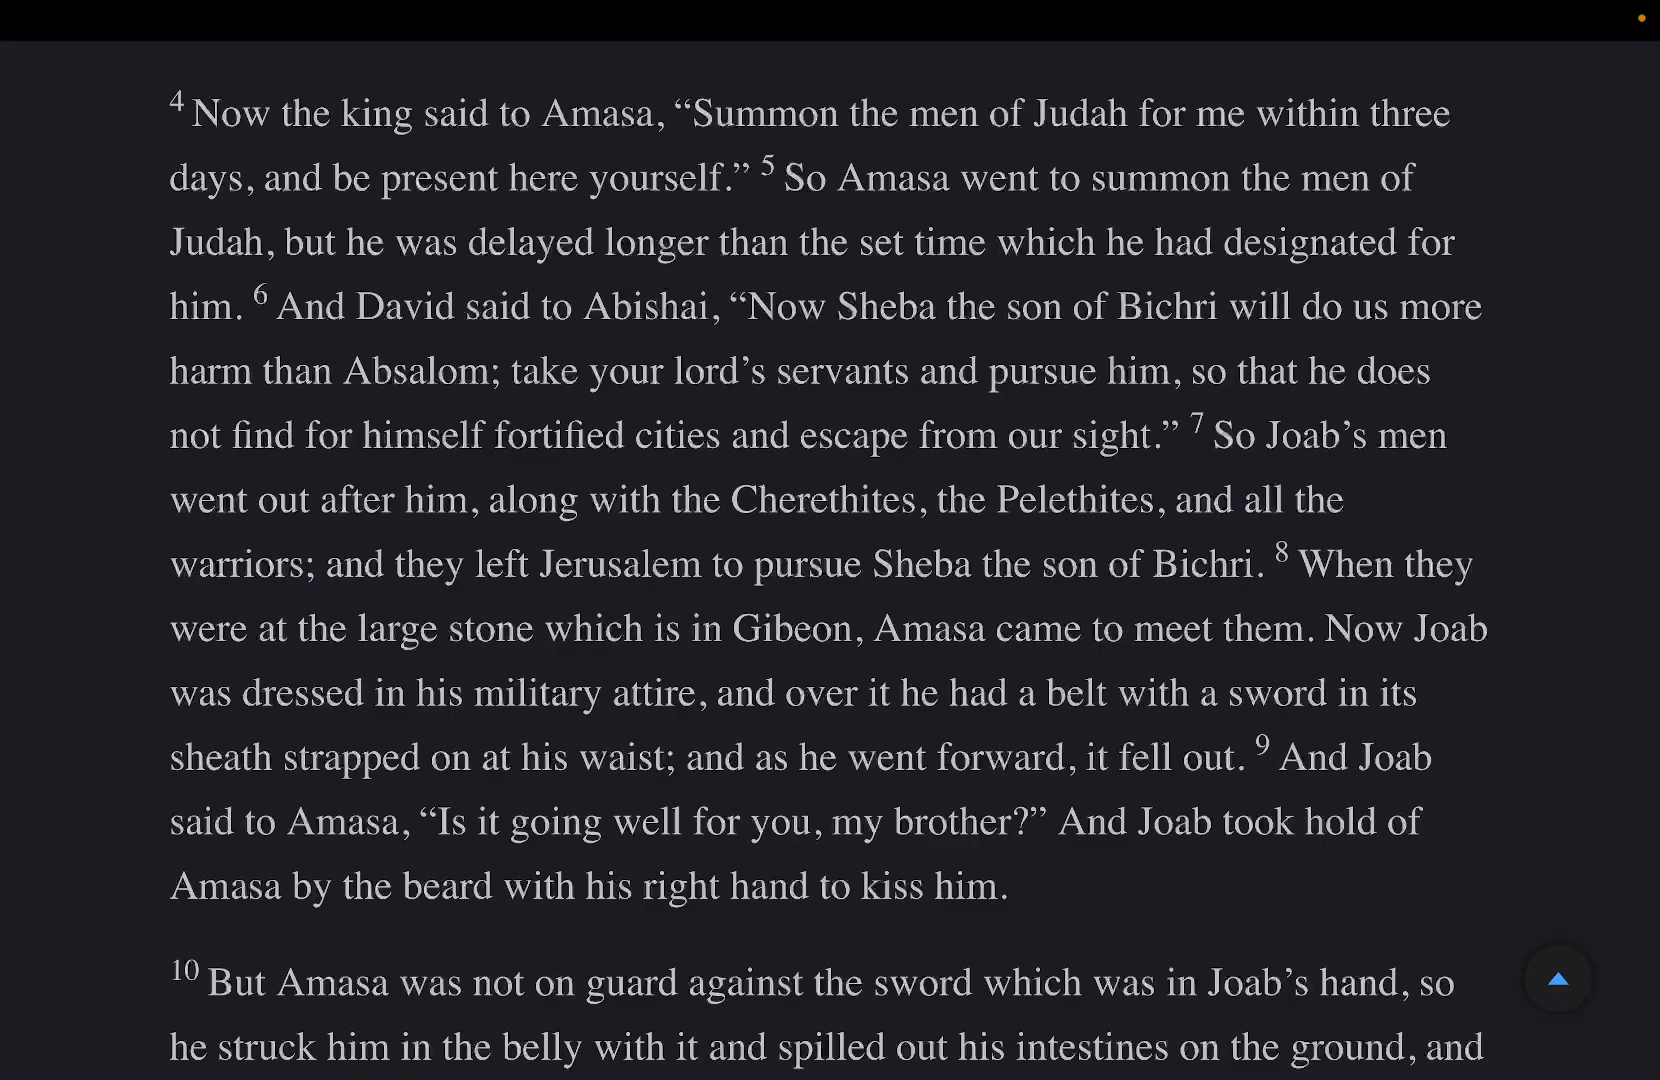 4 Now the king said to Amasa, “Summon the men of Judah for me within three
days, and be present here yourself.” 5 So Amasa went to summon the men of
Judah, but he was delayed longer than the set time which he had designated for
him. 6 And David said to Abishai, “Now Sheba the son of Bichri will do us more
harm than Absalom; take your lord’s servants and pursue him, so that he does
not find for himself fortified cities and escape from our sight.” 7 So Joab’s men
went out after him, along with the Cherethites, the Pelethites, and all the
warriors; and they left Jerusalem to pursue Sheba the son of Bichri. 8 When they
were at the large stone which is in Gibeon, Amasa came to meet them. Now Joab
was dressed in his military attire, and over it he had a belt with a sword in its
sheath strapped on at his waist; and as he went forward, it fell out. 9 And Joab
said to Amasa, “Is it going well for you, my brother?” And Joab took hold of
Amasa by the beard with his right hand to kiss him.
10 But Amasa was not on guard against the sword which was in Joab’s hand, so
he struck him in the belly with it and spilled out his intestines on the ground, and